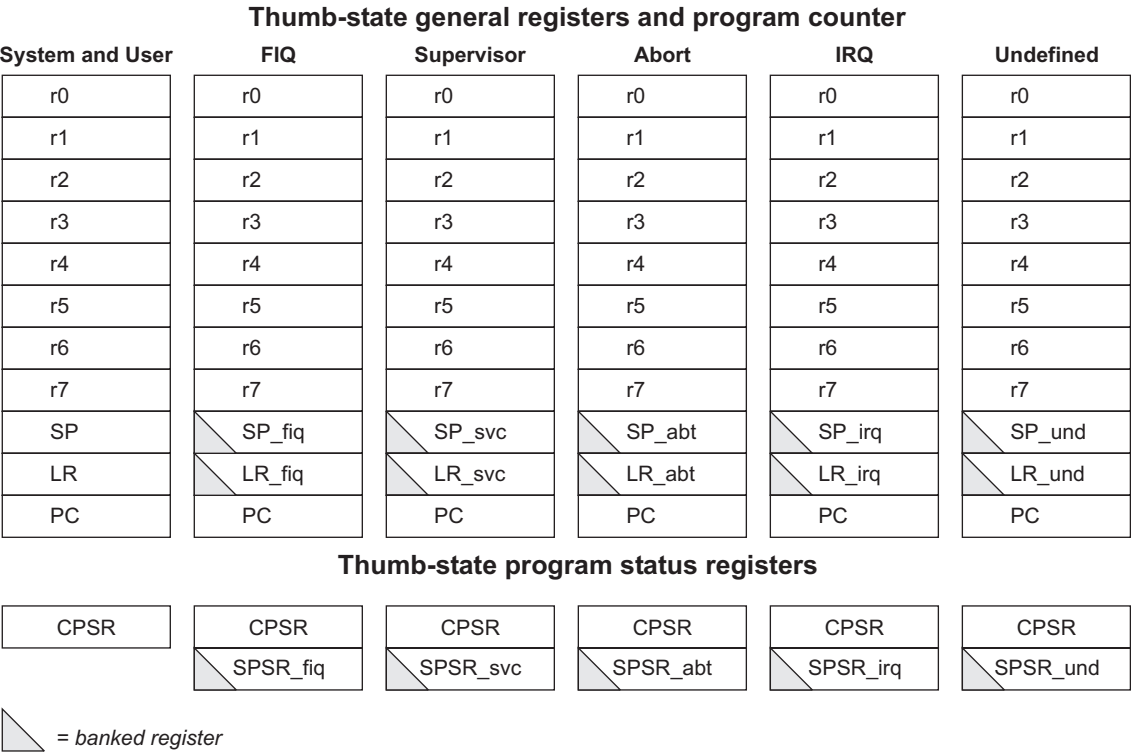 Thumb-state general registers and program counter
System and User FIQ Supervisor Abort IRQ Undefined
r0 r0 r0 r0 r0 r0
r1 r1 r1 r1 r1 r1
r2 r2 r2 r2 r2 r2
r3 r3 r3 r3 r3 r3
r4 r4 r4 r4 r4 r4
r5 r5 r5 r5 r5 r5
r6 r6 r6 r6 r6 r6
r7 r7 r7 r7 r7 r7
SP SP_fiq SP_svc SP_abt SP_irq SP_und
LR LR_fiq LR_svc LR_abt LR_irq LR_und
PC PC PC PC PC PC
Thumb-state program status registers
CPSR CPSR CPSR CPSR CPSR CPSR
SPSR_fiq SPSR_svc SPSR_abt SPSR_irq SPSR_und
= banked register